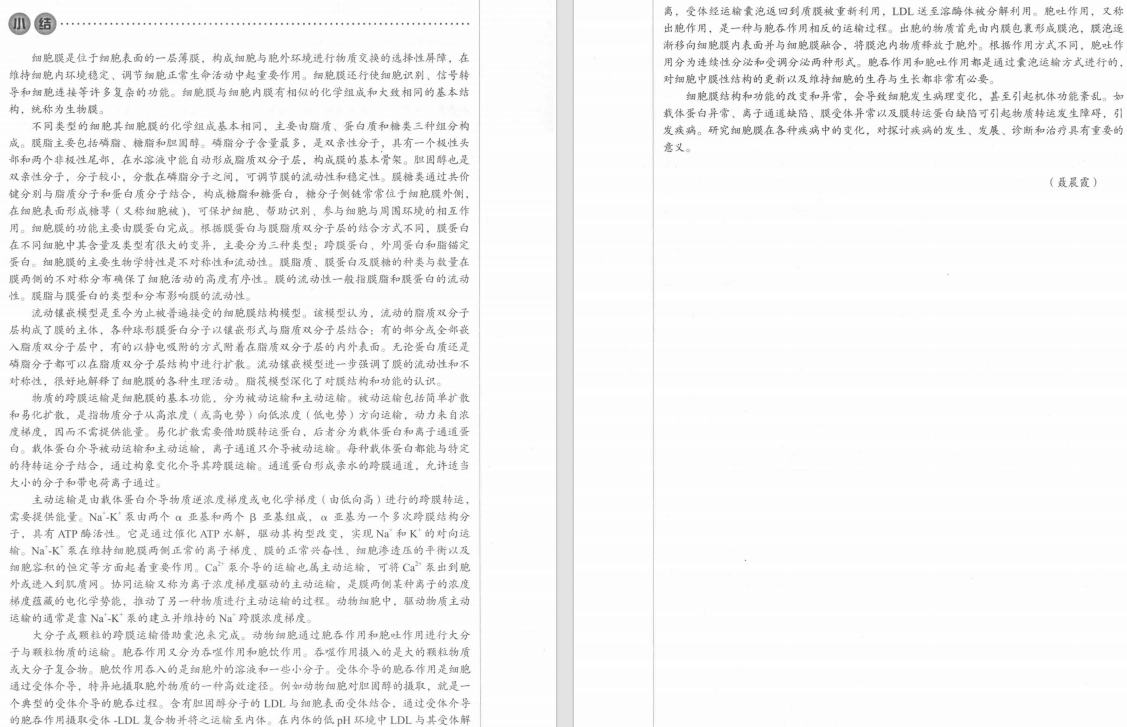 小结
细胞膜是位于细胞表面的一层薄膜，构成细胞与胞外环境进行物质交换的选择性屏障，在
维持细胞内环境稳定、调节细胞正常生命活动中起重要作用。细胞膜还行使细胞识别、信号转
导和细胞连接等许多复杂的功能。细胞膜与细胞内膜有相似的化学组成和大致相同的基本结
构，统称为生物膜。
不同类型的细胞其细胞膜的化学组成基本相同，主要由脂质、蛋白质和糖类三种组分构
成。膜脂主要包括磷脂、糖脂和胆固醇。磷脂分子含量最多，是双亲性分子，具有一个极性头
部和两个非极性尾部，在水溶液中能自动形成脂质双分子层，构成膜的基本骨架。胆固醇也是
双亲性分子，分子较小，分散在磷脂分子之间，可调节膜的流动性和稳定性。膜糖类通过共价
键分别与脂质分子和蛋白质分子结合，构成糖脂和糖蛋白，糖分子侧链常常位于细胞膜外侧，
在细胞表面形成糖萼（又称细胞被），可保护细胞、帮助识别、参与细胞与周围环境的相互作
用。细胞膜的功能主要由膜蛋白完成。根据膜蛋白与膜脂质双分子层的结合方式不同，膜蛋白
在不同细胞中其含量及类型有很大的变异，主要分为三种类型：跨膜蛋白、外周蛋白和脂锚定
蛋白。细胞膜的主要生物学特性是不对称性和流动性。膜脂质、膜蛋白及膜糖的种类与数量在
膜两侧的不对称分布确保了细胞活动的高度有序性。膜的流动性一般指膜脂和膜蛋白的流动
性。膜脂与膜蛋白的类型和分布影响膜的流动性。
流动镶嵌模型是至今为止被普遍接受的细胞膜结构模型。该模型认为，流动的脂质双分子
层构成了膜的主体，各种球形膜蛋白分子以镶嵌形式与脂质双分子层结合；有的部分或全部嵌
入脂质双分子层中，有的以静电吸附的方式附着在脂质双分子层的内外表面。无论蛋白质还是
磷脂分子都可以在脂质双分子层结构中进行扩散。流动镶嵌模型进一步强调了膜的流动性和不
对称性，很好地解释了细胞膜的各种生理活动。脂筏模型深化了对膜结构和功能的认识。
物质的跨膜运输是细胞膜的基本功能，分为被动运输和主动运输。被动运输包括简单扩散
和易化扩散，是指物质分子从高浓度（或高电势）向低浓度（低电势）方向运输，动力来自浓
度梯度，因而不需提供能量。易化扩散需要借助膜转运蛋白，后者分为载体蛋白和离子通道蛋
白。载体蛋白介导被动运输和主动运输，离子通道只介导被动运输。每种载体蛋白都能与特定
的待转运分子结合，通过构象变化介导其跨膜运输。通道蛋白形成亲水的跨膜通道，允许适当
大小的分子和带电荷离子通过。
主动运输是由载体蛋白介导物质逆浓度梯度或电化学梯度（由低向高）进行的跨膜转运，
需要提供能量。Na⁺-K⁺ 泵由两个 α 亚基和两个 β 亚基组成， α 亚基为一个多次跨膜结构分
子，具有 ATP 酶活性。它是通过催化 ATP 水解，驱动其构型改变，实现 Na⁺ 和 K⁺ 的对向运
输。Na⁺-K⁺ 泵在维持细胞膜两侧正常的离子梯度、膜的正常兴奋性、细胞渗透压的平衡以及
细胞容积的恒定等方面起着重要作用。Ca²⁺ 泵介导的运输也属主动运输，可将 Ca²⁺ 泵出到胞
外或进入到肌质网。协同运输又称为离子浓度梯度驱动的主动运输，是膜两侧某种离子的浓度
梯度蕴藏的电化学势能，推动了另一种物质进行主动运输的过程。动物细胞中，驱动物质主动
运输的通常是靠 Na⁺-K⁺ 泵的建立并维持的 Na⁺ 跨膜浓度梯度。
大分子或颗粒的跨膜运输借助囊泡来完成。动物细胞通过胞吞作用和胞吐作用进行大分
子与颗粒物质的运输。胞吞作用又分为吞噬作用和胞饮作用。吞噬作用摄入的是大的颗粒物质
或大分子复合物。胞饮作用吞入的是细胞外的溶液和一些小分子。受体介导的胞吞作用是细胞
通过受体介导，特异地摄取胞外物质的一种高效途径。例如动物细胞对胆固醇的摄取，就是一
个典型的受体介导的胞吞过程。含有胆固醇分子的 LDL 与细胞表面受体结合，通过受体介导
的胞吞作用摄取受体 -LDL 复合物并将之运输至内体。在内体的低 pH 环境中 LDL 与其受体解
离，受体经运输囊泡返回到质膜被重新利用，LDL 送至溶酶体被分解利用。胞吐作用，又称
出胞作用，是一种与胞吞作用相反的运输过程。出胞的物质首先由内膜包裹形成膜泡，膜泡逐
渐移向细胞膜内表面并与细胞膜融合，将膜泡内物质释放于胞外。根据作用方式不同，胞吐作
用分为连续性分泌和受调分泌两种形式。胞吞作用和胞吐作用都是通过囊泡运输方式进行的，
对细胞中膜性结构的更新以及维持细胞的生存与生长都非常有必要。
细胞膜结构和功能的改变和异常，会导致细胞发生病理变化，甚至引起机体功能紊乱。如
载体蛋白异常、离子通道缺陷、膜受体异常以及膜转运蛋白缺陷可引起物质转运发生障碍，引
发疾病。研究细胞膜在各种疾病中的变化，对探讨疾病的发生、发展、诊断和治疗具有重要的
意义。
（聂晨霞）